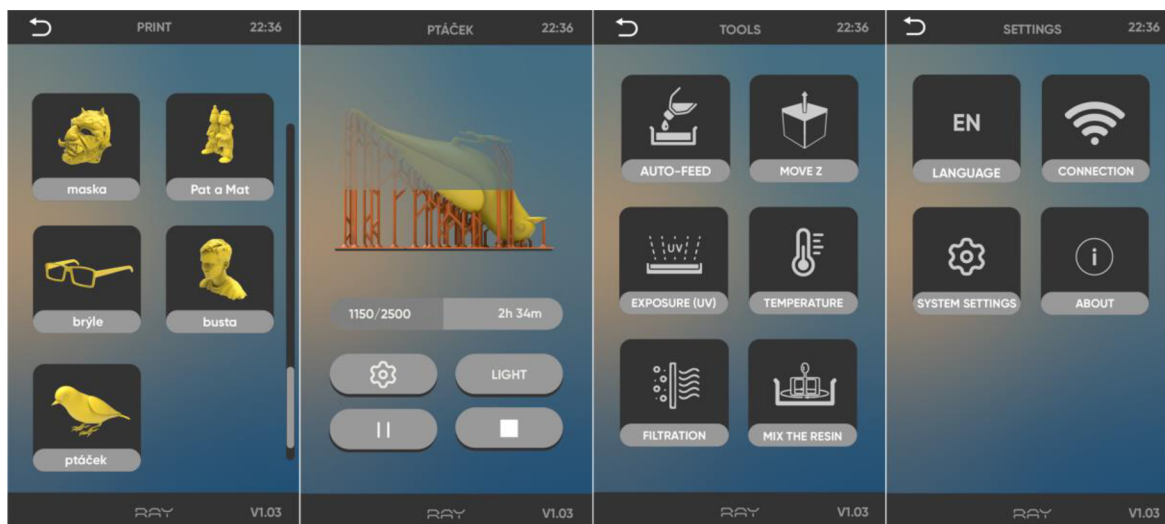 PRINT 22:36
maska Pat a Mat
brýle busta
ptáček
RAY V1.03
PTÁČEK 22:36
1150/2500 2h 34m
LIGHT
RAY V1.03
TOOLS 22:36
AUTO-FEED MOVE Z
UV
EXPOSURE (UV) TEMPERATURE
FILTRATION MIX THE RESIN
RAY V1.03
SETTINGS 22:36
EN
LANGUAGE CONNECTION
i
SYSTEM SETTINGS ABOUT
RAY V1.03